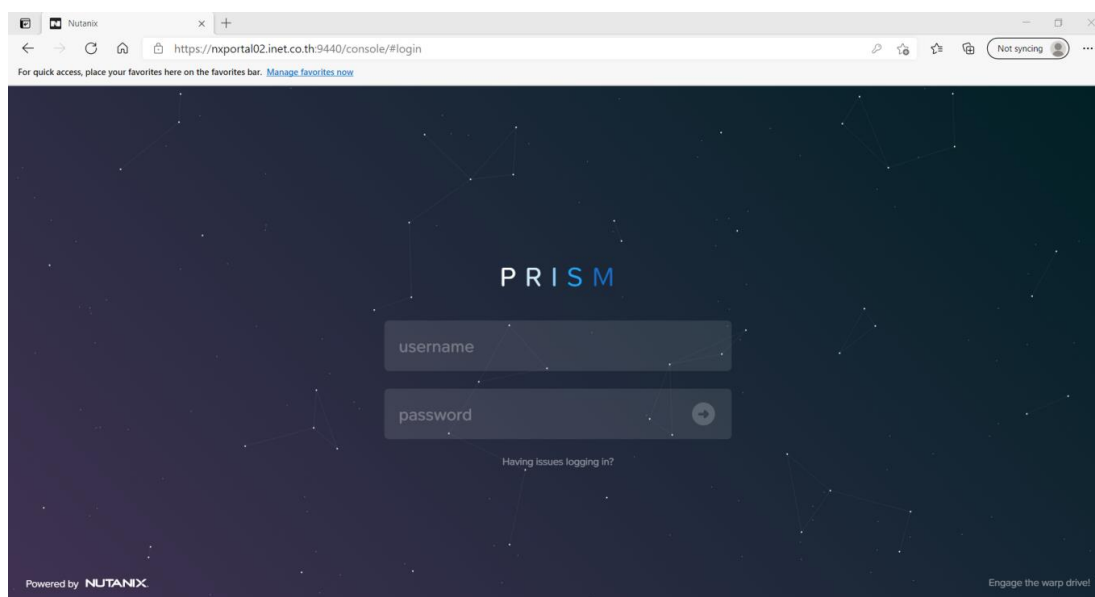 Nutanix
https://nxportal02.inet.co.th:9440/console/#login
Not syncing
For quick access, place your favorites here on the favorites bar. Manage favorites now
PRISM
username
password
Having issues logging in?
Powered by NUTANIX.
Engage the warp drive!